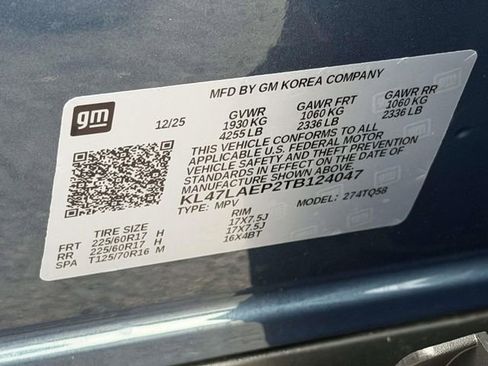 gm
MFD BY GM KOREA COMPANY
12/25 GVWR GAWR FRT GAWR RR
1930 KG 1060 KG 1060 KG
4255 LB 2336 LB 2336 LB
THIS VEHICLE CONFORMS TO ALL
APPLICABLE U.S. FEDERAL MOTOR
VEHICLE SAFETY AND THEFT PREVENTION
STANDARDS IN EFFECT ON THE DATE OF
MANUFACTURE SHOWN ABOVE.
KL47LAEP2TB124047
TYPE: MPV MODEL: 274TQ58
TIRE SIZE RIM
FRT 225/60R17 H 17X7.5J
RR 225/60R17 H 17X7.5J
SPA T125/70R16 M 16X4BT